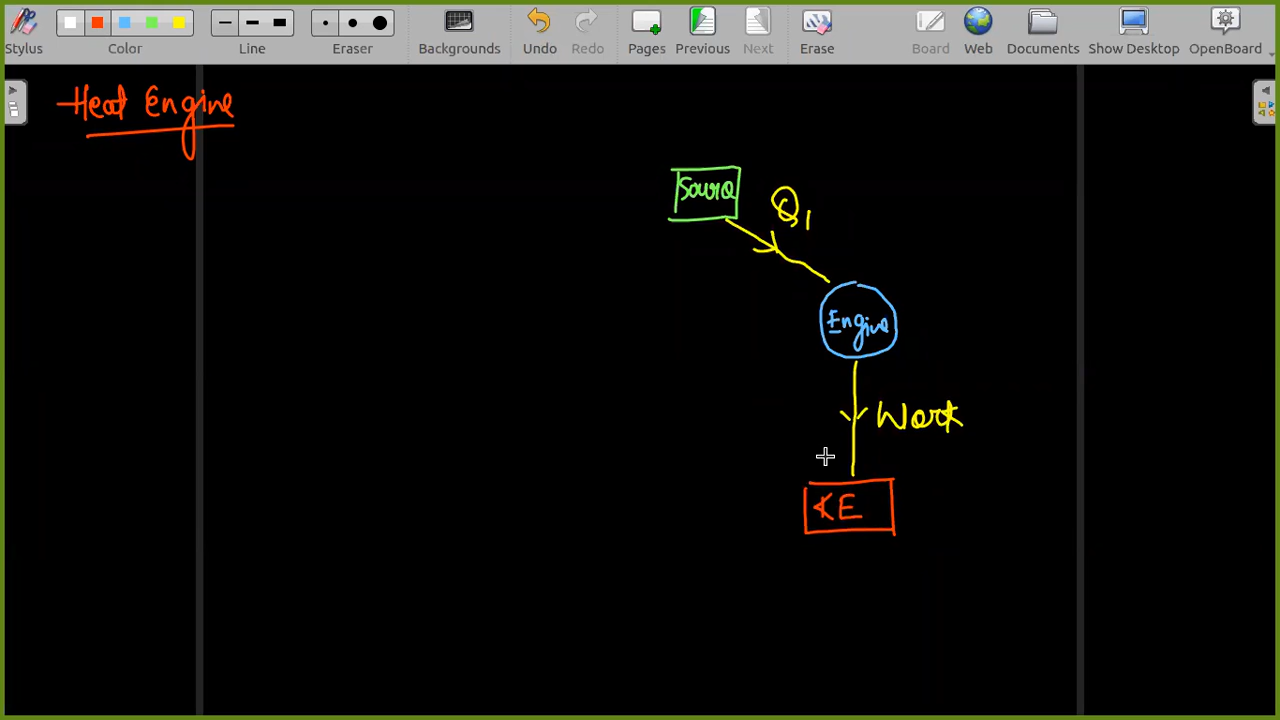 Stylus Color Line Eraser Backgrounds Undo Redo Pages Previous Next Erase Board Web Documents Show Desktop OpenBoard
Heat Engine
Source
Q1
Engine
Work
KE